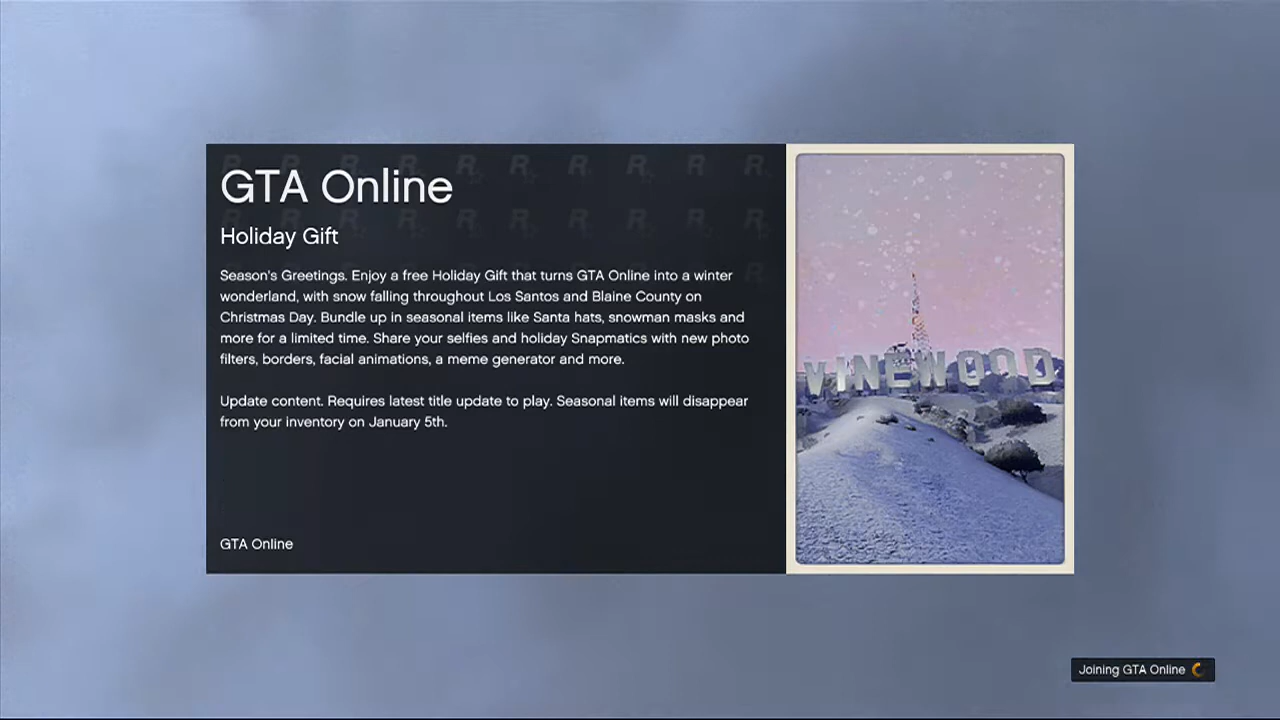 GTA Online
Holiday Gift
Season's Greetings. Enjoy a free Holiday Gift that turns GTA Online into a winter
wonderland, with snow falling throughout Los Santos and Blaine County on
Christmas Day. Bundle up in seasonal items like Santa hats, snowman masks and
more for a limited time. Share your selfies and holiday Snapmatics with new photo
filters, borders, facial animations, a meme generator and more.
Update content. Requires latest title update to play. Seasonal items will disappear
from your inventory on January 5th.
GTA Online
VINEWOOD
Joining GTA Online